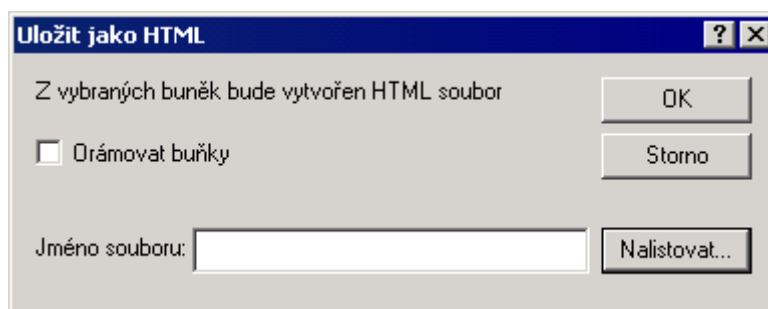 Uložit jako HTML
Z vybraných buněk bude vytvořen HTML soubor
OK
Orámovat buňky
Storno
Jméno souboru:
Nalistovat...